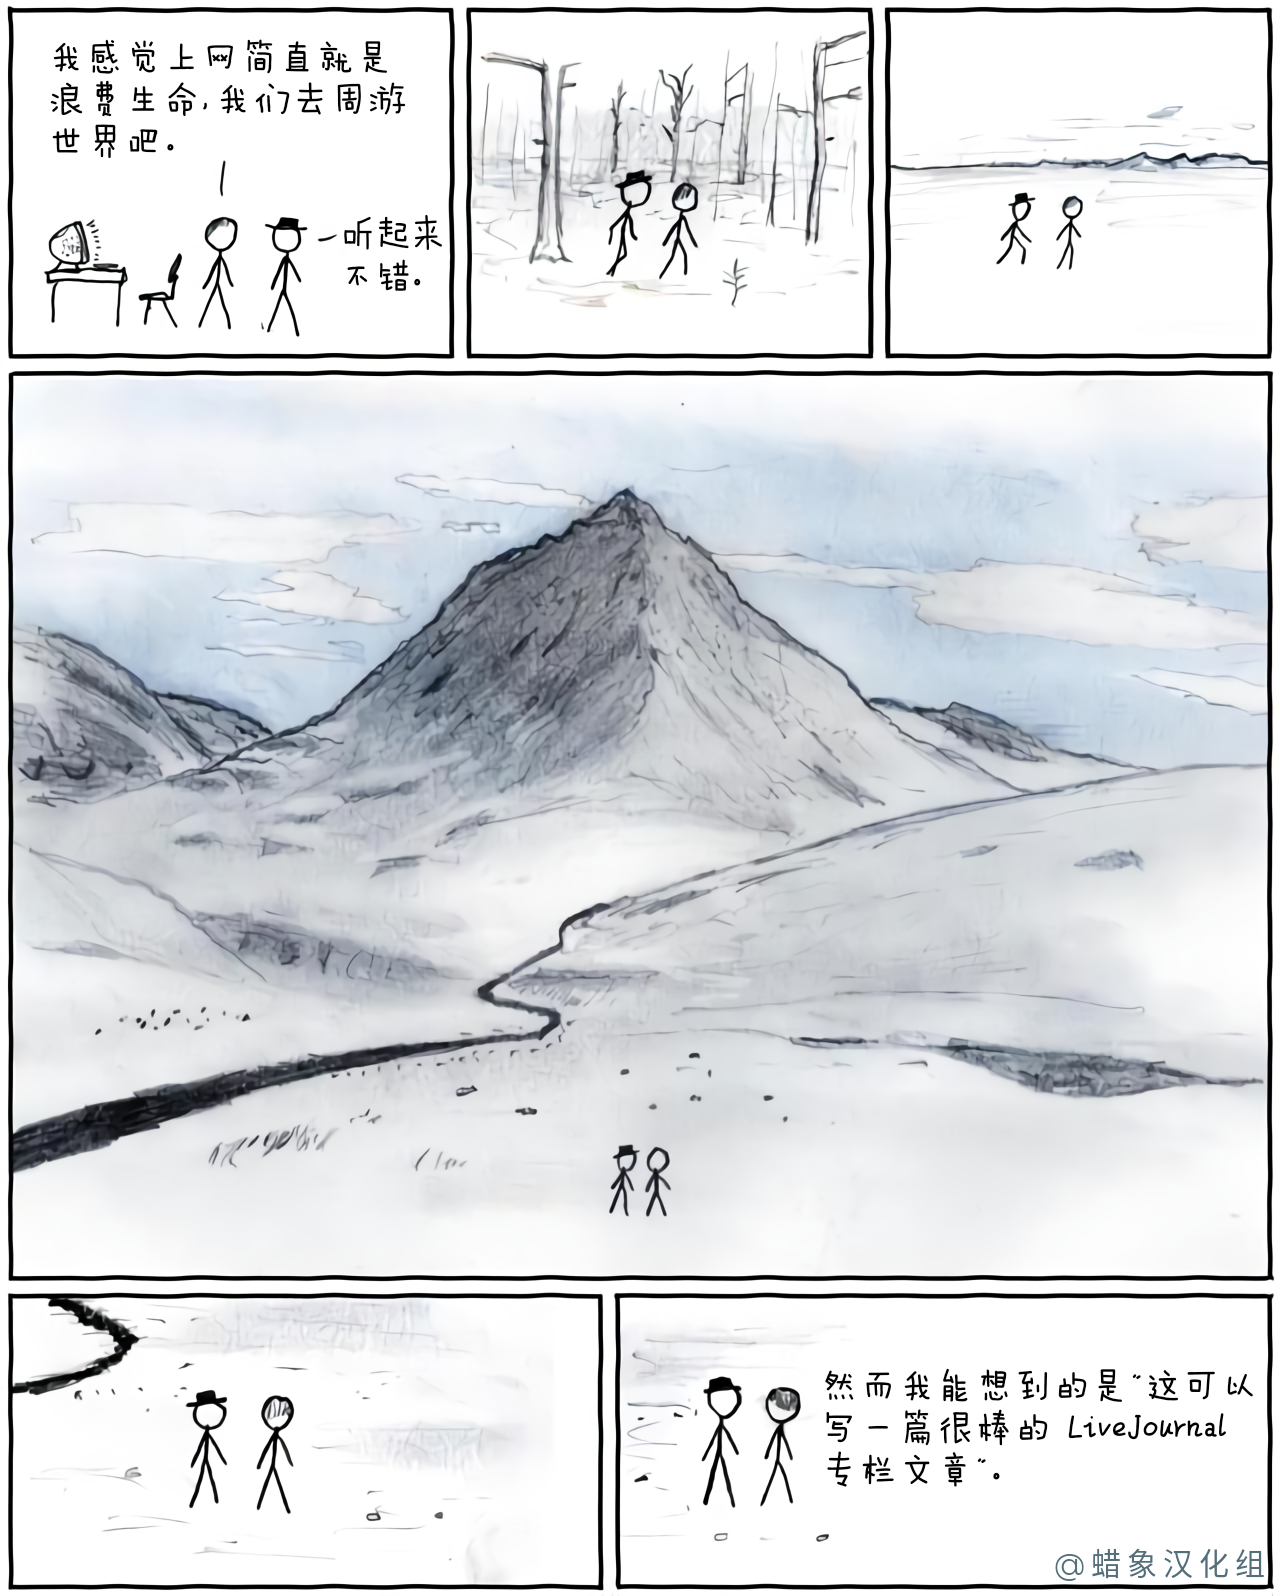 我感觉上网简直就是
浪费生命,我们去周游
世界吧。
听起来
不错。
然而我能想到的是"这可以
写一篇很棒的 LiveJournal
专栏文章"。
@蜡象汉化组